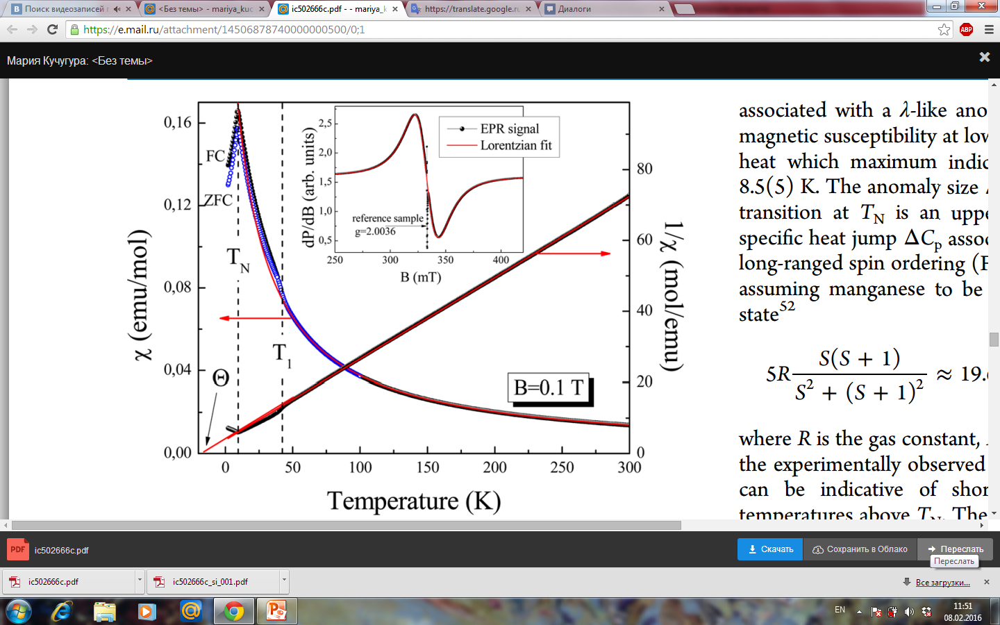 Поиск видеозаписей
<Без темы> - mariya_kuc
ic502666c.pdf - - mariya_k
https://translate.google.ru
Диалоги
https://e.mail.ru/attachment/14506878740000000500/0;1
ABP
Мария Кучугура: <Без темы>
0,16
0,12
0,08
0,04
0,00
χ (emu/mol)
FC
ZFC
T_N
T_1
Θ
2,5
2,0
1,5
1,0
0,5
dP/dB (arb. units)
EPR signal
Lorentzian fit
reference sample
g=2.0036
250 300 350 400
B (mT)
80
60
40
20
0
1/χ (mol/emu)
B=0.1 T
0 50 100 150 200 250 300
Temperature (K)
associated with a λ-like ano
magnetic susceptibility at low
heat which maximum indic
8.5(5) K. The anomaly size
transition at T_N is an uppe
specific heat jump ΔC_p assoc
long-ranged spin ordering (F
assuming manganese to be
state^52
5R S(S + 1) / S^2 + (S + 1)^2 ≈ 19.
where R is the gas constant,
the experimentally observed
can be indicative of shor
temperatures above T_N. The
PDF ic502666c.pdf
Скачать
Сохранить в Облако
Переслать
Переслать
ic502666c.pdf
ic502666c_si_001.pdf
Все загрузки...
EN
11:51
08.02.2016